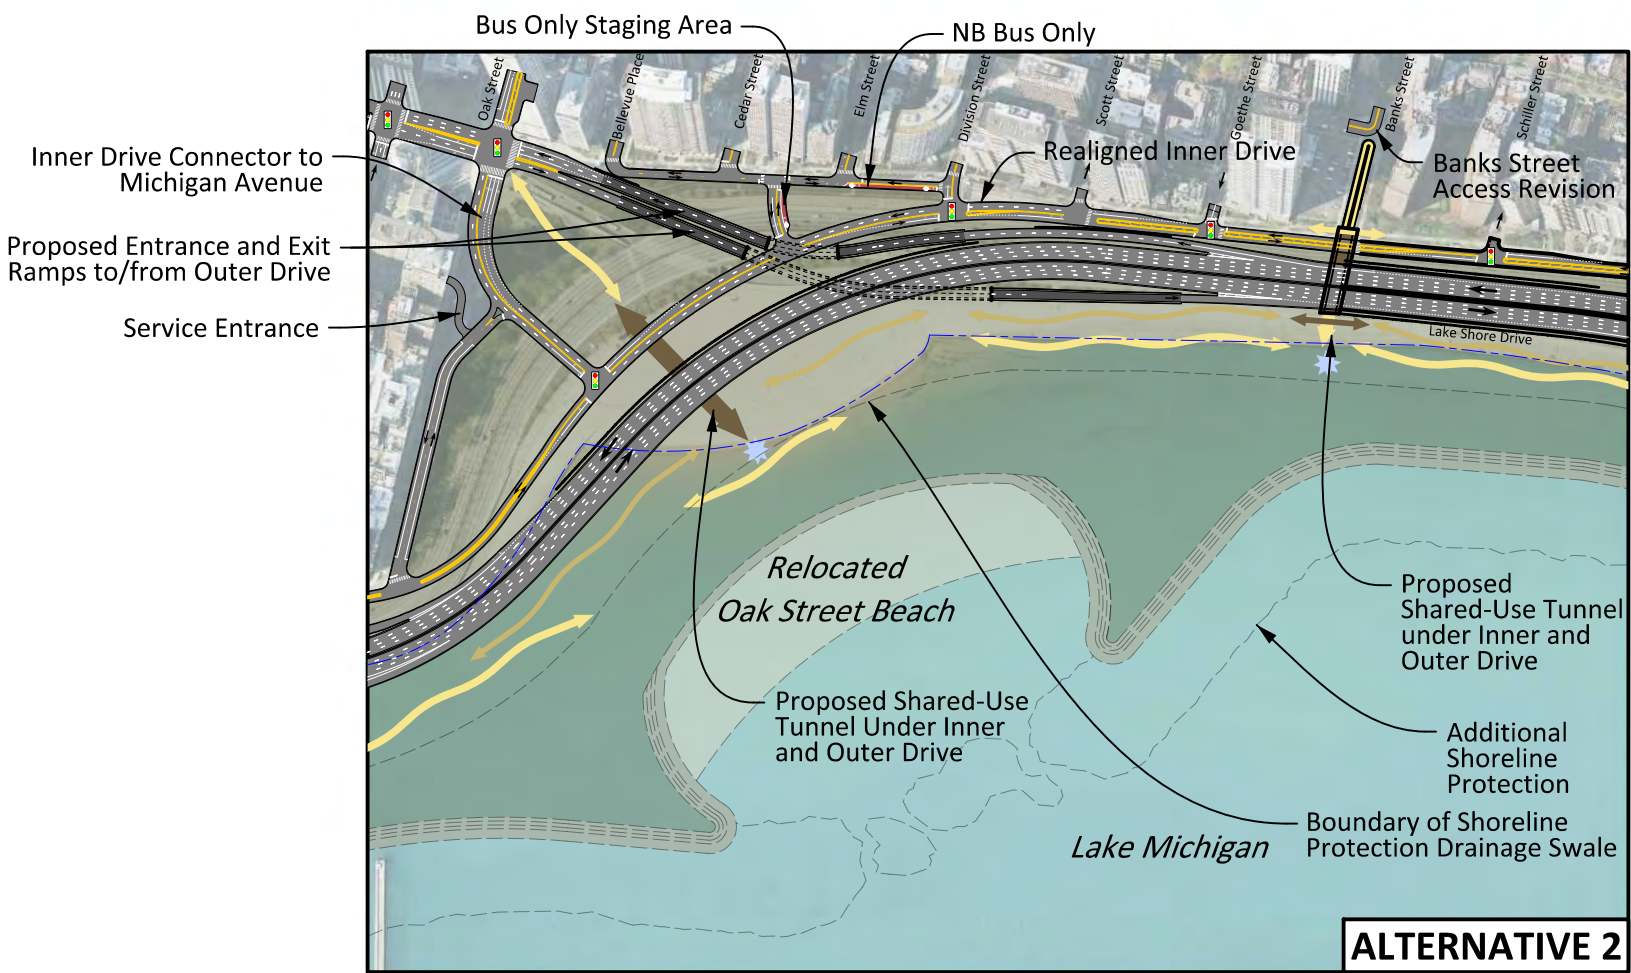 Bus Only Staging Area
NB Bus Only
Oak Street
Bellevue Place
Cedar Street
Elm Street
Division Street
Scott Street
Goethe Street
Banks Street
Schiller Street
Inner Drive Connector to
Michigan Avenue
Realigned Inner Drive
Banks Street
Access Revision
Proposed Entrance and Exit
Ramps to/from Outer Drive
Service Entrance
Lake Shore Drive
Relocated
Oak Street Beach
Proposed
Shared-Use Tunnel
under Inner and
Outer Drive
Proposed Shared-Use
Tunnel Under Inner
and Outer Drive
Additional
Shoreline
Protection
Boundary of Shoreline
Protection Drainage Swale
Lake Michigan
ALTERNATIVE 2